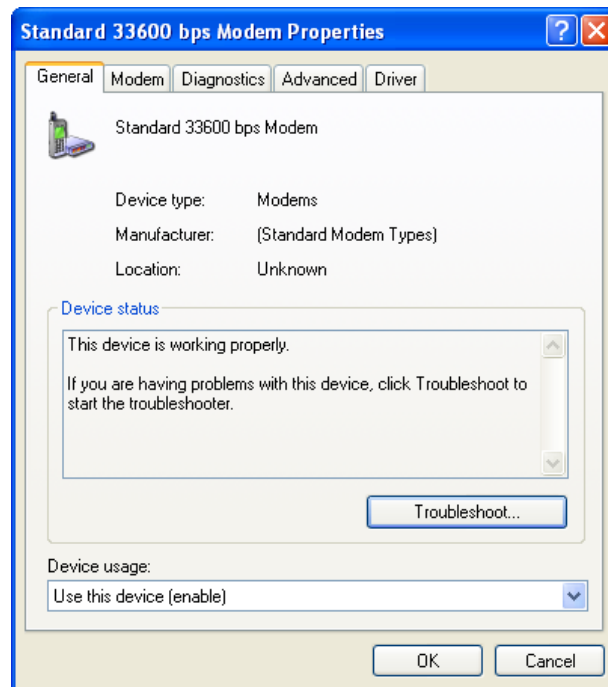 Standard 33600 bps Modem Properties
General Modem Diagnostics Advanced Driver
Standard 33600 bps Modem
Device type: Modems
Manufacturer: (Standard Modem Types)
Location: Unknown
Device status
This device is working properly.
If you are having problems with this device, click Troubleshoot to
start the troubleshooter.
Troubleshoot...
Device usage:
Use this device (enable)
OK Cancel